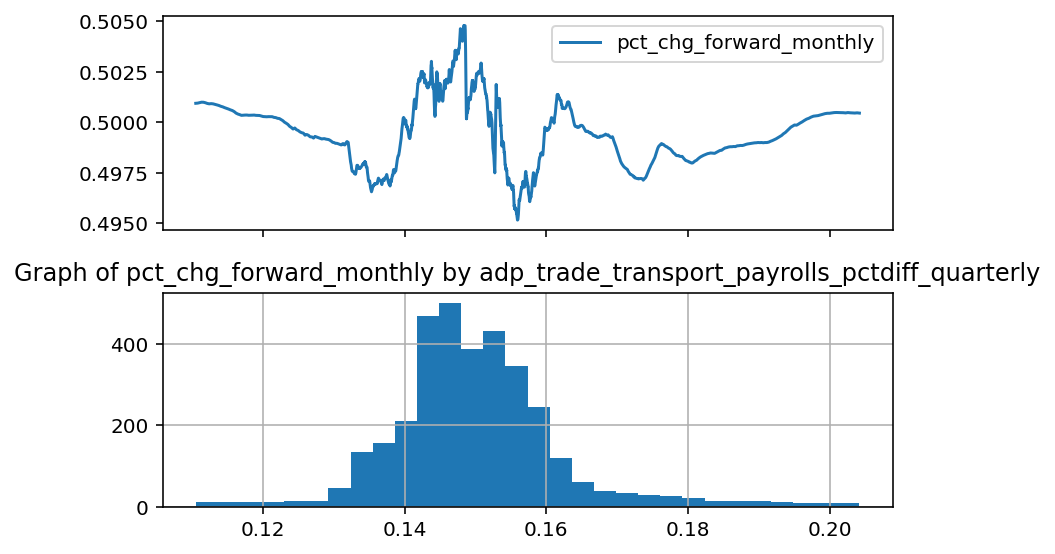 0.5050
pct_chg_forward_monthly
0.5025
0.5000
0.4975
0.4950
Graph of pct_chg_forward_monthly by adp_trade_transport_payrolls_pctdiff_quarterly
400
200
0
0.12 0.14 0.16 0.18 0.20